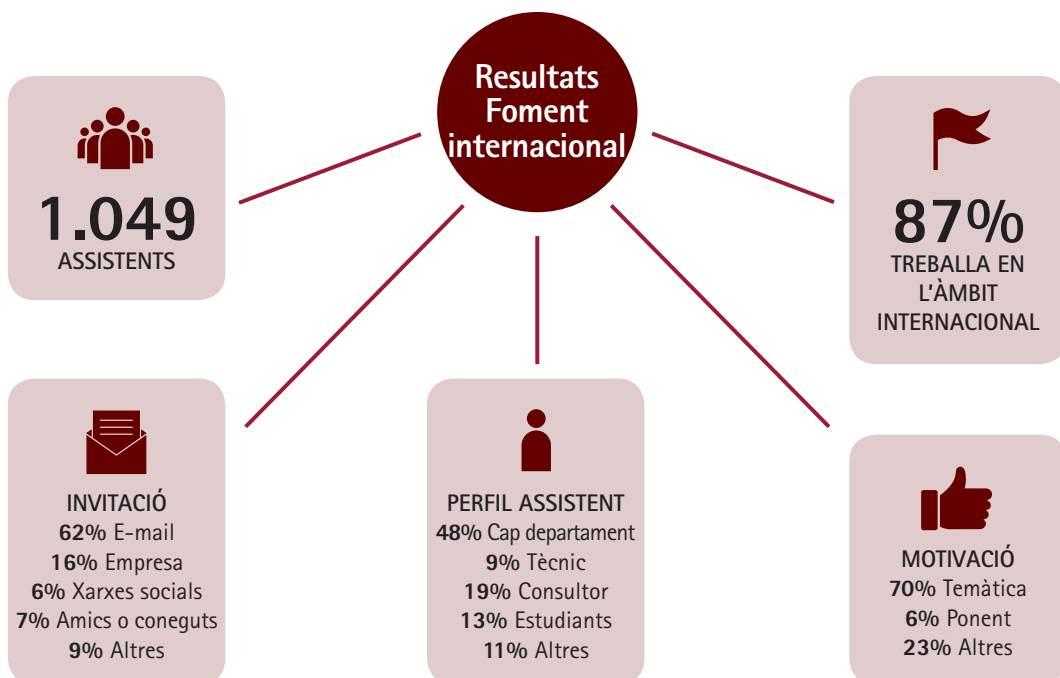 Resultats
Foment
internacional
1.049
ASSISTENTS
87%
TREBALLA EN
L'ÀMBIT
INTERNACIONAL
INVITACIÓ
62% E-mail
16% Empresa
6% Xarxes socials
7% Amics o coneguts
9% Altres
PERFIL ASSISTENT
48% Cap departament
9% Tècnic
19% Consultor
13% Estudiants
11% Altres
MOTIVACIÓ
70% Temàtica
6% Ponent
23% Altres